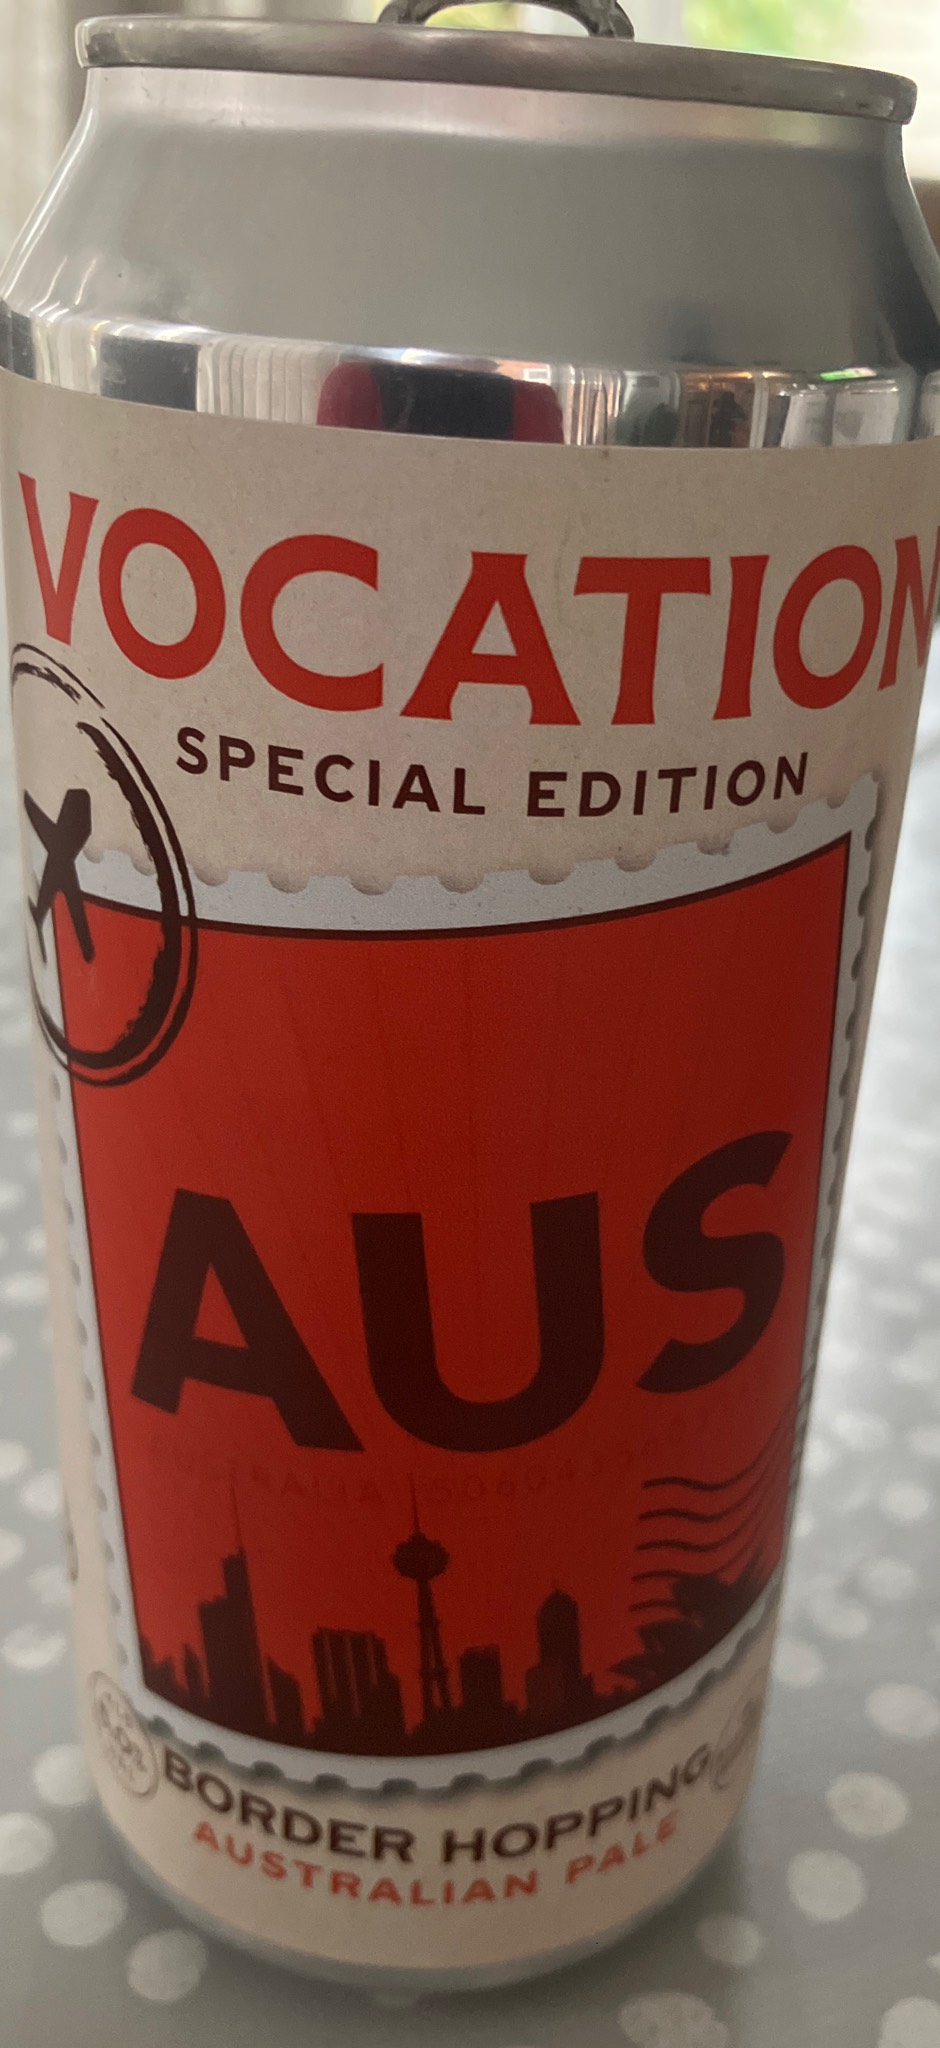 VOCATION
SPECIAL EDITION
AUS
BORDER HOPPING
AUSTRALIAN PALE